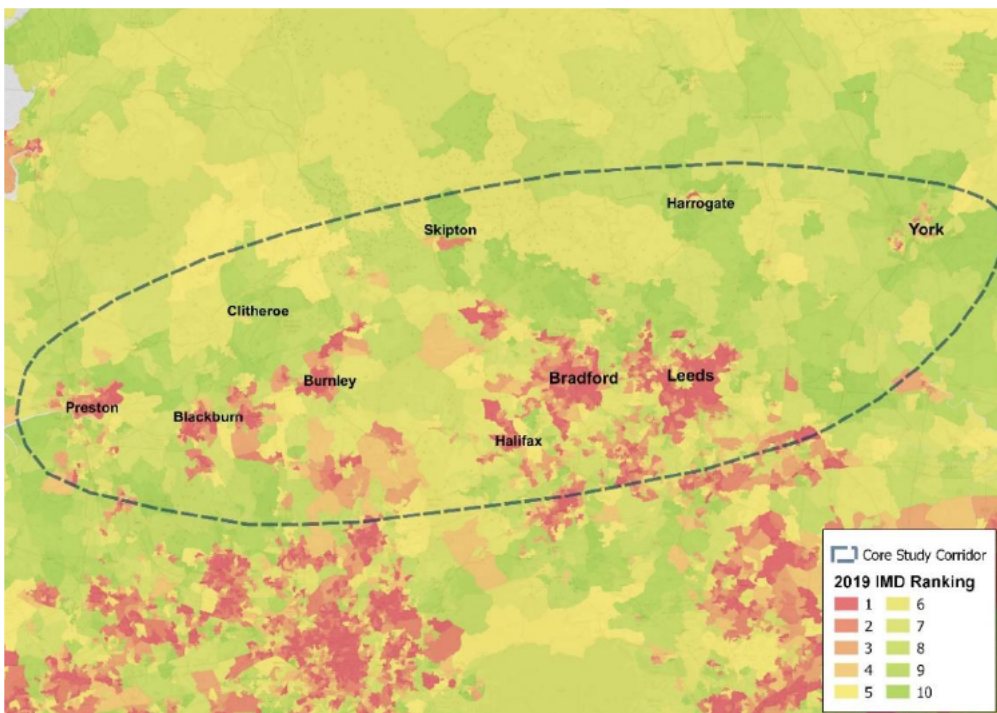 Harrogate
York
Skipton
Clitheroe
Burnley
Bradford
Leeds
Preston
Blackburn
Halifax
Core Study Corridor
2019 IMD Ranking
1 6
2 7
3 8
4 9
5 10